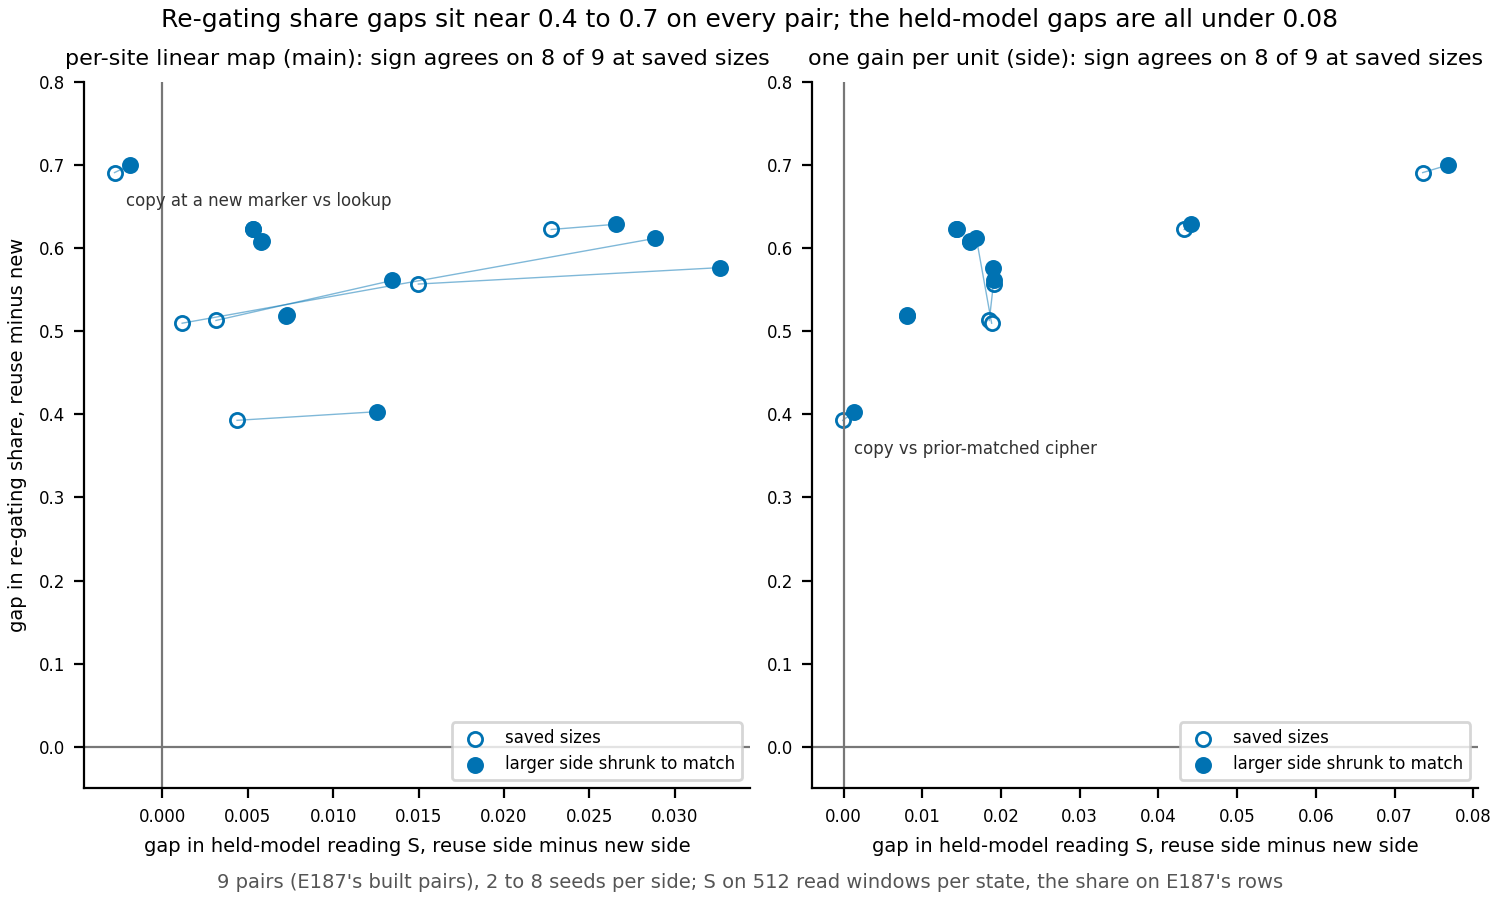 Re-gating share gaps sit near 0.4 to 0.7 on every pair; the held-model gaps are all under 0.08
per-site linear map (main): sign agrees on 8 of 9 at saved sizes
one gain per unit (side): sign agrees on 8 of 9 at saved sizes
gap in re-gating share, reuse minus new
0.8
0.7
0.6
0.5
0.4
0.3
0.2
0.1
0.0
copy at a new marker vs lookup
saved sizes
larger side shrunk to match
0.000
0.005
0.010
0.015
0.020
0.025
0.030
gap in held-model reading S, reuse side minus new side
0.8
0.7
0.6
0.5
0.4
0.3
0.2
0.1
0.0
copy vs prior-matched cipher
saved sizes
larger side shrunk to match
0.00
0.01
0.02
0.03
0.04
0.05
0.06
0.07
0.08
gap in held-model reading S, reuse side minus new side
9 pairs (E187's built pairs), 2 to 8 seeds per side; S on 512 read windows per state, the share on E187's rows